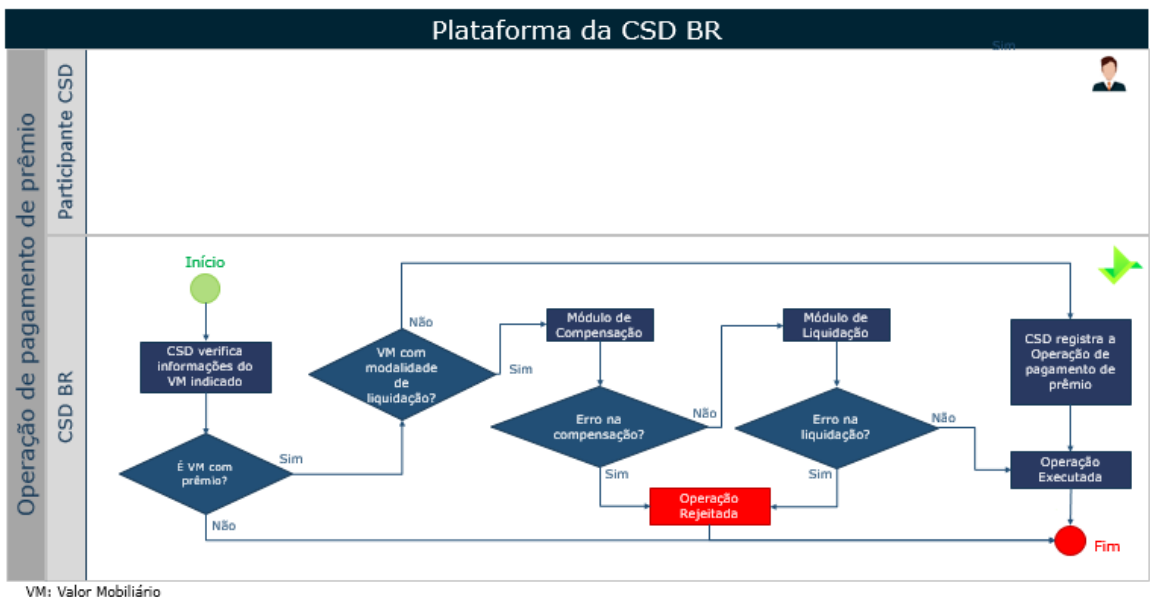 Plataforma da CSD BR
Sim
Operação de pagamento de prêmio
Participante CSD
CSD BR
Início
CSD verifica
informações do
VM indicado
É VM com
prêmio?
Sim
Não
VM com
modalidade
de
liquidação?
Não
Sim
Módulo de
Compensação
Erro na
compensação?
Não
Sim
Módulo de
Liquidação
Erro na
liquidação?
Não
Sim
Operação
Rejeitada
CSD registra a
Operação de
pagamento de
prêmio
Operação
Executada
Fim
VM: Valor Mobiliário